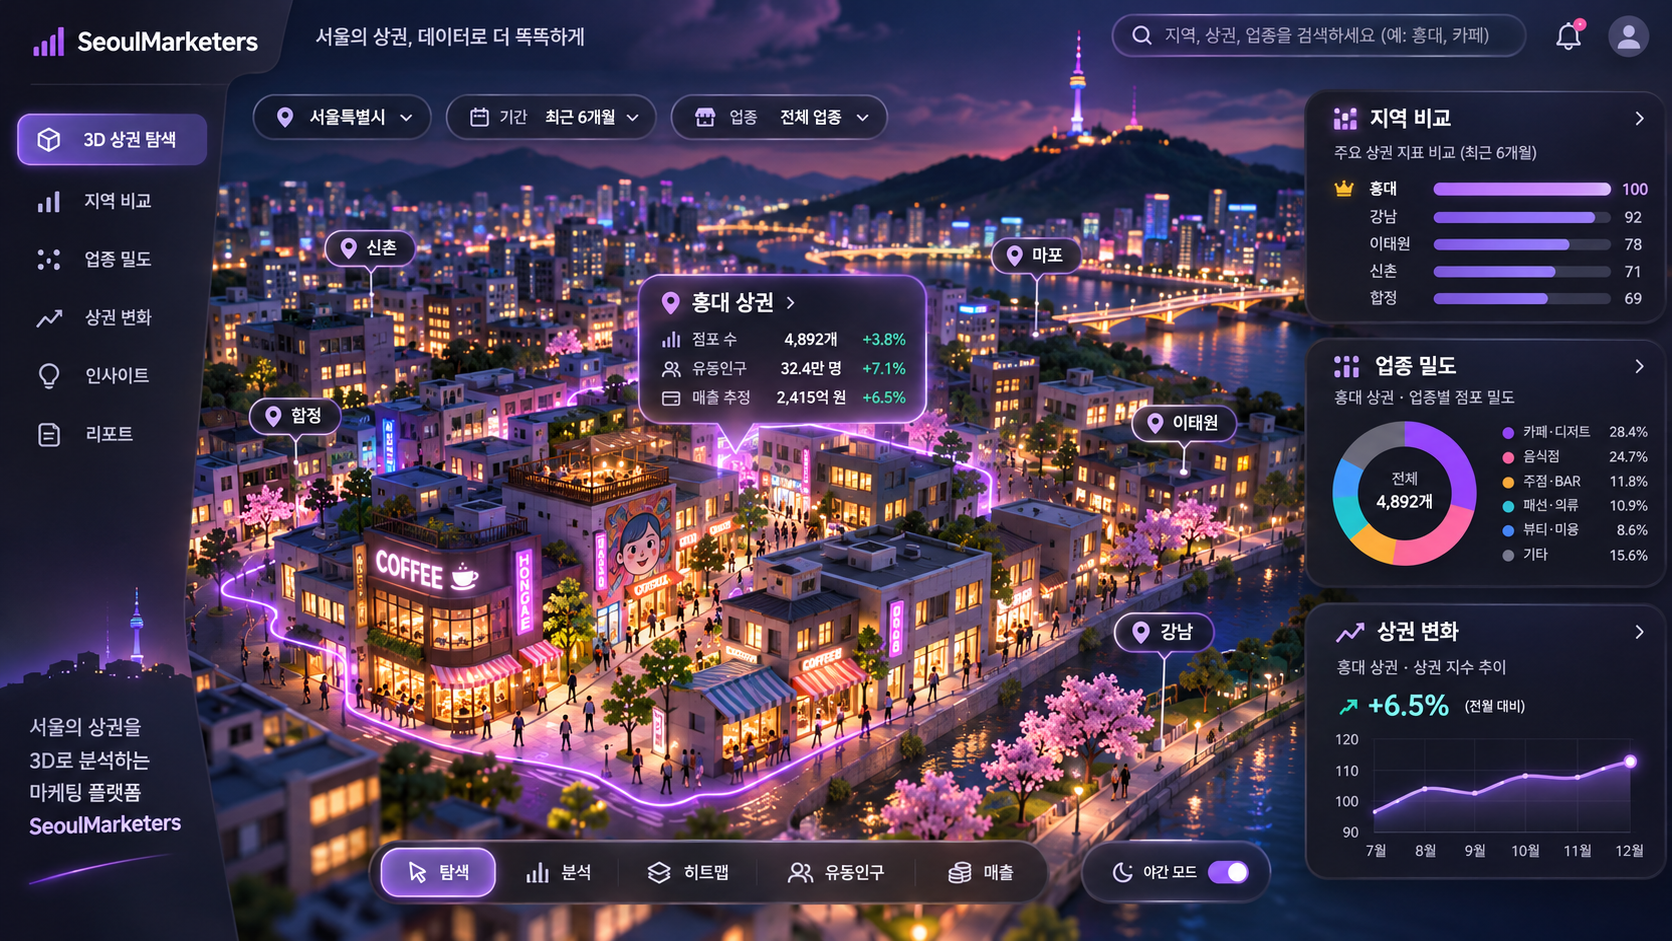 SeoulMarketers
서울의 상권, 데이터로 더 똑똑하게
지역, 상권, 업종을 검색하세요 (예: 홍대, 카페)
서울특별시
기간 최근 6개월
업종 전체 업종
3D 상권 탐색
지역 비교
업종 밀도
상권 변화
인사이트
리포트
서울의 상권을
3D로 분석하는
마케팅 플랫폼
SeoulMarketers
신촌
마포
함정
이태원
강남
홍대 상권
점포 수 4,892개 +3.8%
유동인구 32.4만 명 +7.1%
매출 추정 2,415억 원 +6.5%
COFFEE
HONGAE
COFFEE
지역 비교
주요 상권 지표 비교 (최근 6개월)
홍대 100
강남 92
이태원 78
신촌 71
합정 69
업종 밀도
홍대 상권 · 업종별 점포 밀도
전체
4,892개
카페·디저트 28.4%
음식점 24.7%
주점·BAR 11.8%
패션·의류 10.9%
뷰티·미용 8.6%
기타 15.6%
상권 변화
홍대 상권 · 상권 지수 추이
+6.5% (전월 대비)
120
110
100
90
7월 8월 9월 10월 11월 12월
탐색
분석
히트맵
유동인구
매출
야간 모드